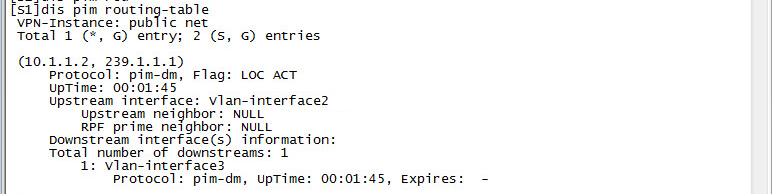 [S1]dis pim routing-table
VPN-Instance: public net
Total 1 (*, G) entry; 2 (S, G) entries
(10.1.1.2, 239.1.1.1)
Protocol: pim-dm, Flag: LOC ACT
UpTime: 00:01:45
Upstream interface: Vlan-interface2
Upstream neighbor: NULL
RPF prime neighbor: NULL
Downstream interface(s) information:
Total number of downstreams: 1
1: Vlan-interface3
Protocol: pim-dm, UpTime: 00:01:45, Expires:  -